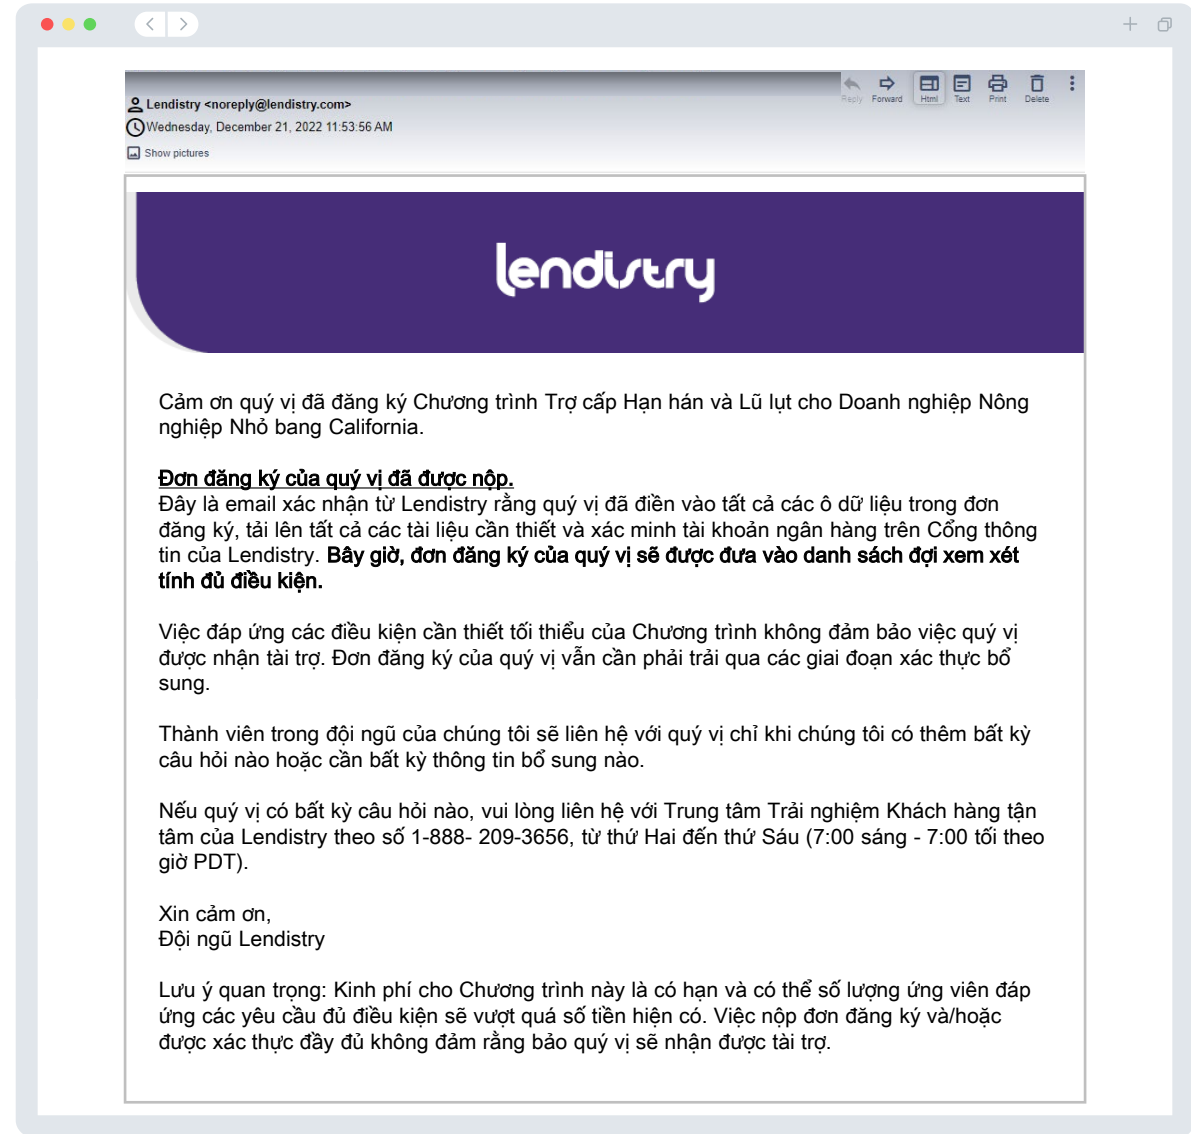 Lendistry <noreply@lendistry.com>
Wednesday, December 21, 2022 11:53:56 AM
Show pictures
Reply Forward Html Text Print Delete
lendistry
Cảm ơn quý vị đã đăng ký Chương trình Trợ cấp Hạn hán và Lũ lụt cho Doanh nghiệp Nông
nghiệp Nhỏ bang California.
Đơn đăng ký của quý vị đã được nộp.
Đây là email xác nhận từ Lendistry rằng quý vị đã điền vào tất cả các ô dữ liệu trong đơn
đăng ký, tải lên tất cả các tài liệu cần thiết và xác minh tài khoản ngân hàng trên Cổng thông
tin của Lendistry. Bây giờ, đơn đăng ký của quý vị sẽ được đưa vào danh sách đợi xem xét
tính đủ điều kiện.
Việc đáp ứng các điều kiện cần thiết tối thiểu của Chương trình không đảm bảo việc quý vị
được nhận tài trợ. Đơn đăng ký của quý vị vẫn cần phải trải qua các giai đoạn xác thực bổ
sung.
Thành viên trong đội ngũ của chúng tôi sẽ liên hệ với quý vị chỉ khi chúng tôi có thêm bất kỳ
câu hỏi nào hoặc cần bất kỳ thông tin bổ sung nào.
Nếu quý vị có bất kỳ câu hỏi nào, vui lòng liên hệ với Trung tâm Trải nghiệm Khách hàng tận
tâm của Lendistry theo số 1-888- 209-3656, từ thứ Hai đến thứ Sáu (7:00 sáng - 7:00 tối theo
giờ PDT).
Xin cảm ơn,
Đội ngũ Lendistry
Lưu ý quan trọng: Kinh phí cho Chương trình này là có hạn và có thể số lượng ứng viên đáp
ứng các yêu cầu đủ điều kiện sẽ vượt quá số tiền hiện có. Việc nộp đơn đăng ký và/hoặc
được xác thực đầy đủ không đảm rằng bảo quý vị sẽ nhận được tài trợ.